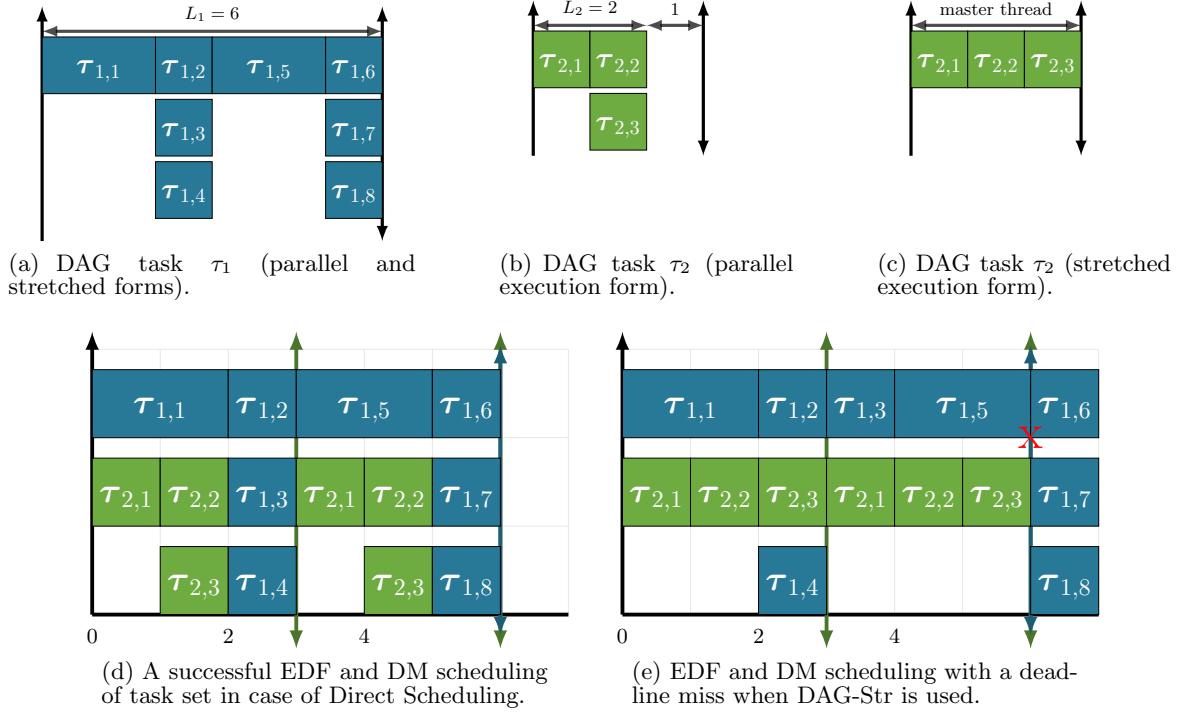 L₁ = 6
τ₁,₁ τ₁,₂ τ₁,₅ τ₁,₆
τ₁,₃ τ₁,₇
τ₁,₄ τ₁,₈
(a) DAG task τ₁ (parallel and
stretched forms).
L₂ = 2 1
τ₂,₁ τ₂,₂
τ₂,₃
(b) DAG task τ₂ (parallel
execution form).
master thread
τ₂,₁ τ₂,₂ τ₂,₃
(c) DAG task τ₂ (stretched
execution form).
τ₁,₁ τ₁,₂ τ₁,₅ τ₁,₆
τ₂,₁ τ₂,₂ τ₁,₃ τ₂,₁ τ₂,₂ τ₁,₇
τ₂,₃ τ₁,₄ τ₂,₃ τ₁,₈
0 2 4
(d) A successful EDF and DM scheduling
of task set in case of Direct Scheduling.
τ₁,₁ τ₁,₂ τ₁,₃ τ₁,₅ τ₁,₆
X
τ₂,₁ τ₂,₂ τ₂,₃ τ₂,₁ τ₂,₂ τ₂,₃ τ₁,₇
τ₁,₄ τ₁,₈
0 2 4
(e) EDF and DM scheduling with a dead-
line miss when DAG-Str is used.